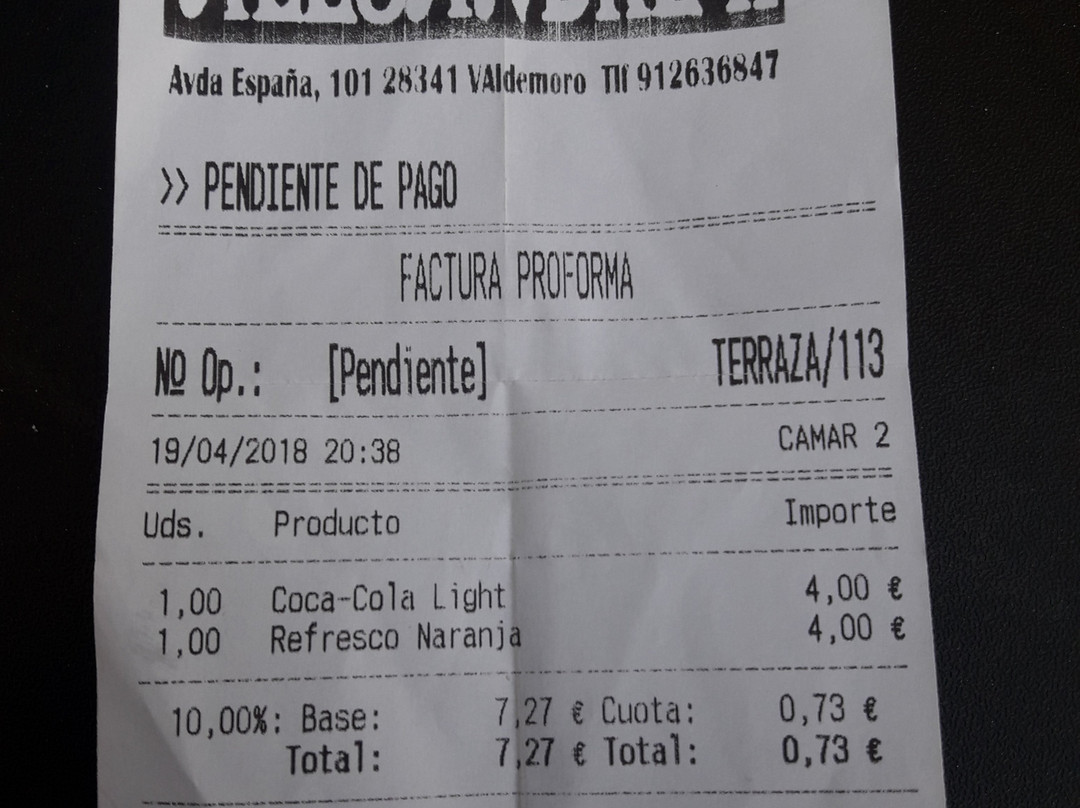 Avda España, 101 28341 VAldemoro Tlf 912636847
>> PENDIENTE DE PAGO
FACTURA PROFORMA
Nº Op.: [Pendiente] TERRAZA/113
19/04/2018 20:38 CAMAR 2
Uds. Producto Importe
1,00 Coca-Cola Light 4,00 €
1,00 Refresco Naranja 4,00 €
10,00%: Base: 7,27 € Cuota: 0,73 €
Total: 7,27 € Total: 0,73 €